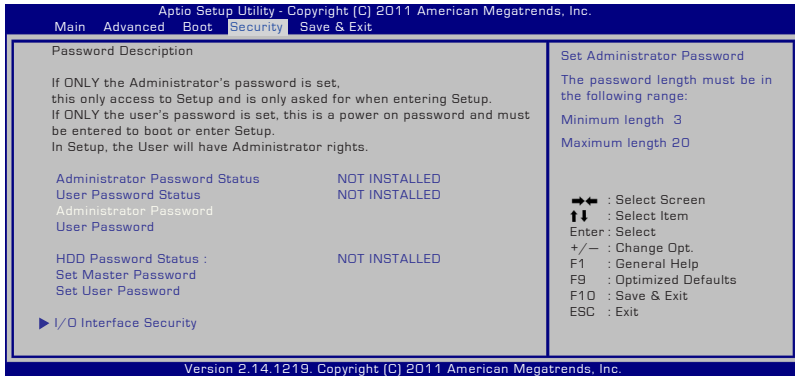 Aptio Setup Utility - Copyright (C) 2011 American Megatrends, Inc.
Main Advanced Boot Security Save & Exit
Password Description
If ONLY the Administrator's password is set,
this only access to Setup and is only asked for when entering Setup.
If ONLY the user's password is set, this is a power on password and must
be entered to boot or enter Setup.
In Setup, the User will have Administrator rights.
Administrator Password Status NOT INSTALLED
User Password Status NOT INSTALLED
Administrator Password
User Password
HDD Password Status : NOT INSTALLED
Set Master Password
Set User Password
I/O Interface Security
Set Administrator Password
The password length must be in
the following range:
Minimum length 3
Maximum length 20
→← : Select Screen
↑↓ : Select Item
Enter : Select
+/— : Change Opt.
F1 : General Help
F9 : Optimized Defaults
F10 : Save & Exit
ESC : Exit
Version 2.14.1219. Copyright (C) 2011 American Megatrends, Inc.